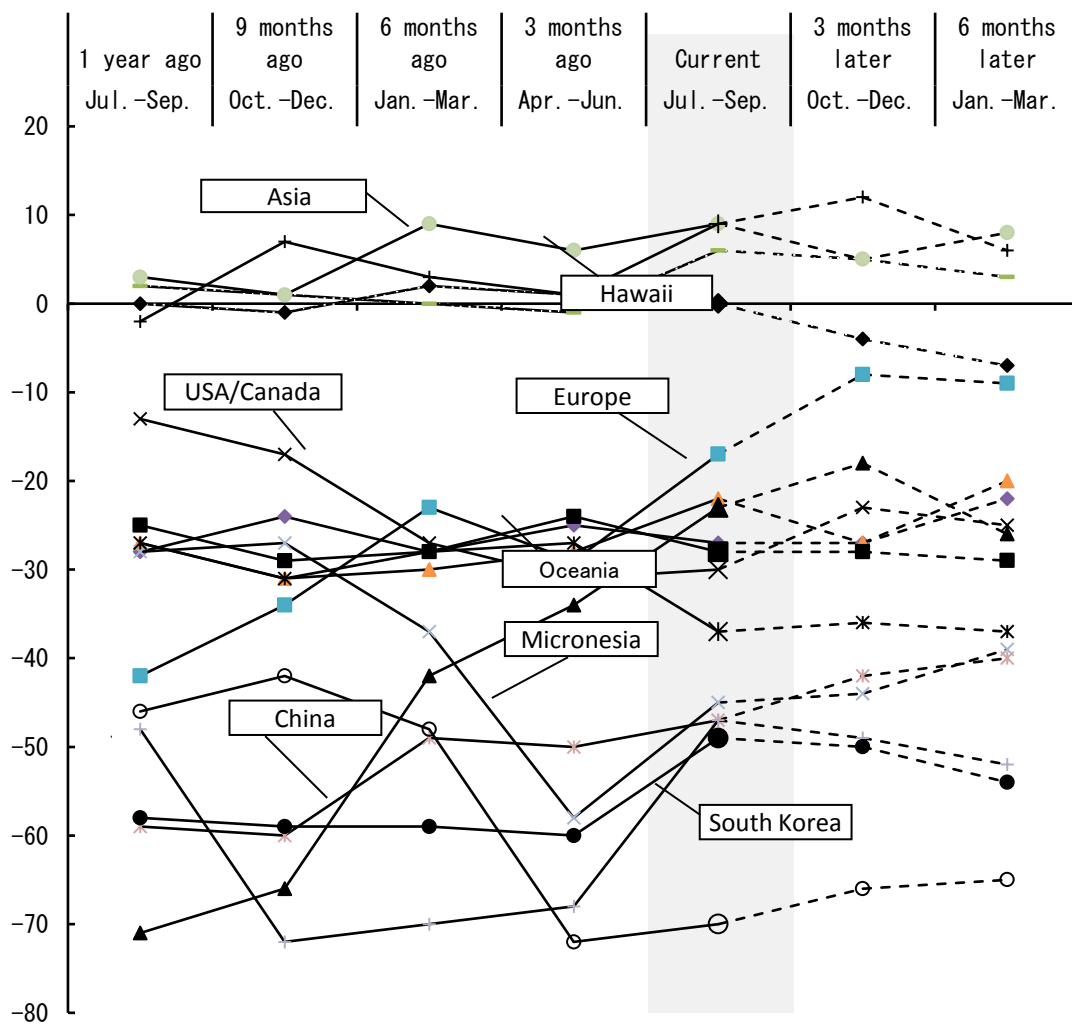 9 months 6 months 3 months 3 months 6 months
1 year ago ago ago ago Current later later
Jul.-Sep. Oct.-Dec. Jan.-Mar. Apr.-Jun. Jul.-Sep. Oct.-Dec. Jan.-Mar.
20
Asia
10
Hawaii
0
USA/Canada
Europe
-10
-20
Oceania
-30
Micronesia
-40
China
-50
South Korea
-60
-70
-80